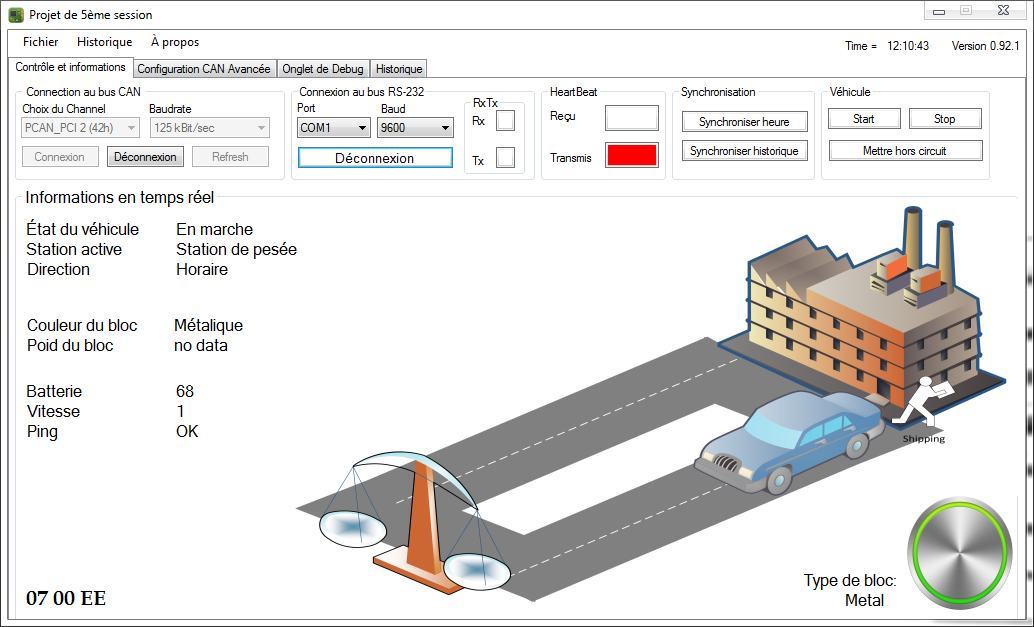 Projet de 5ème session
Fichier Historique À propos
Time = 12:10:43 Version 0.92.1
Contrôle et informations Configuration CAN Avancée Onglet de Debug Historique
Connection au bus CAN
Choix du Channel Baudrate
PCAN_PCI 2 (42h) 125 kBit/sec
Connexion Déconnexion Refresh
Connexion au bus RS-232
Port Baud
COM1 9600
Déconnexion
RxTx
Rx
Tx
HeartBeat
Reçu
Transmis
Synchronisation
Synchroniser heure
Synchroniser historique
Véhicule
Start Stop
Mettre hors circuit
Informations en temps réel
État du véhicule En marche
Station active Station de pesée
Direction Horaire
Couleur du bloc Métalique
Poid du bloc no data
Batterie 68
Vitesse 1
Ping OK
Shipping
Type de bloc:
Metal
07 00 EE